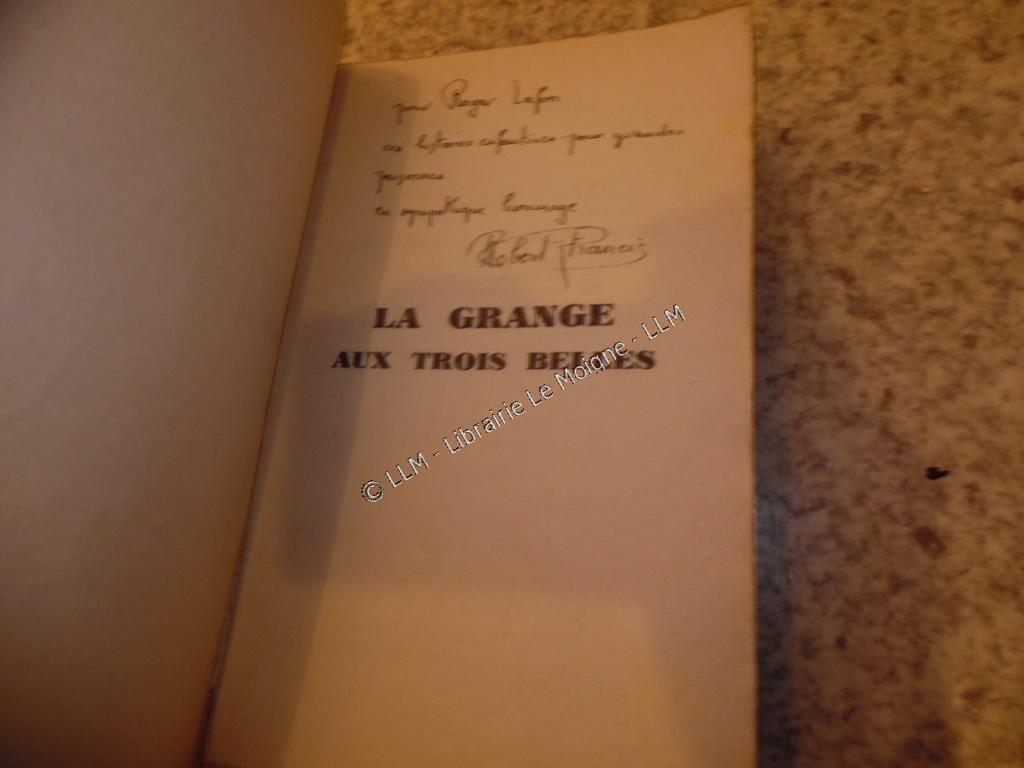 pour Roger Lafon
ces histoires enfantines pour grandes
personnes
en sympathique hommage
Robert Francis
LA GRANGE
AUX TROIS BELLES
© LLM - Librairie Le Moigne - LLM